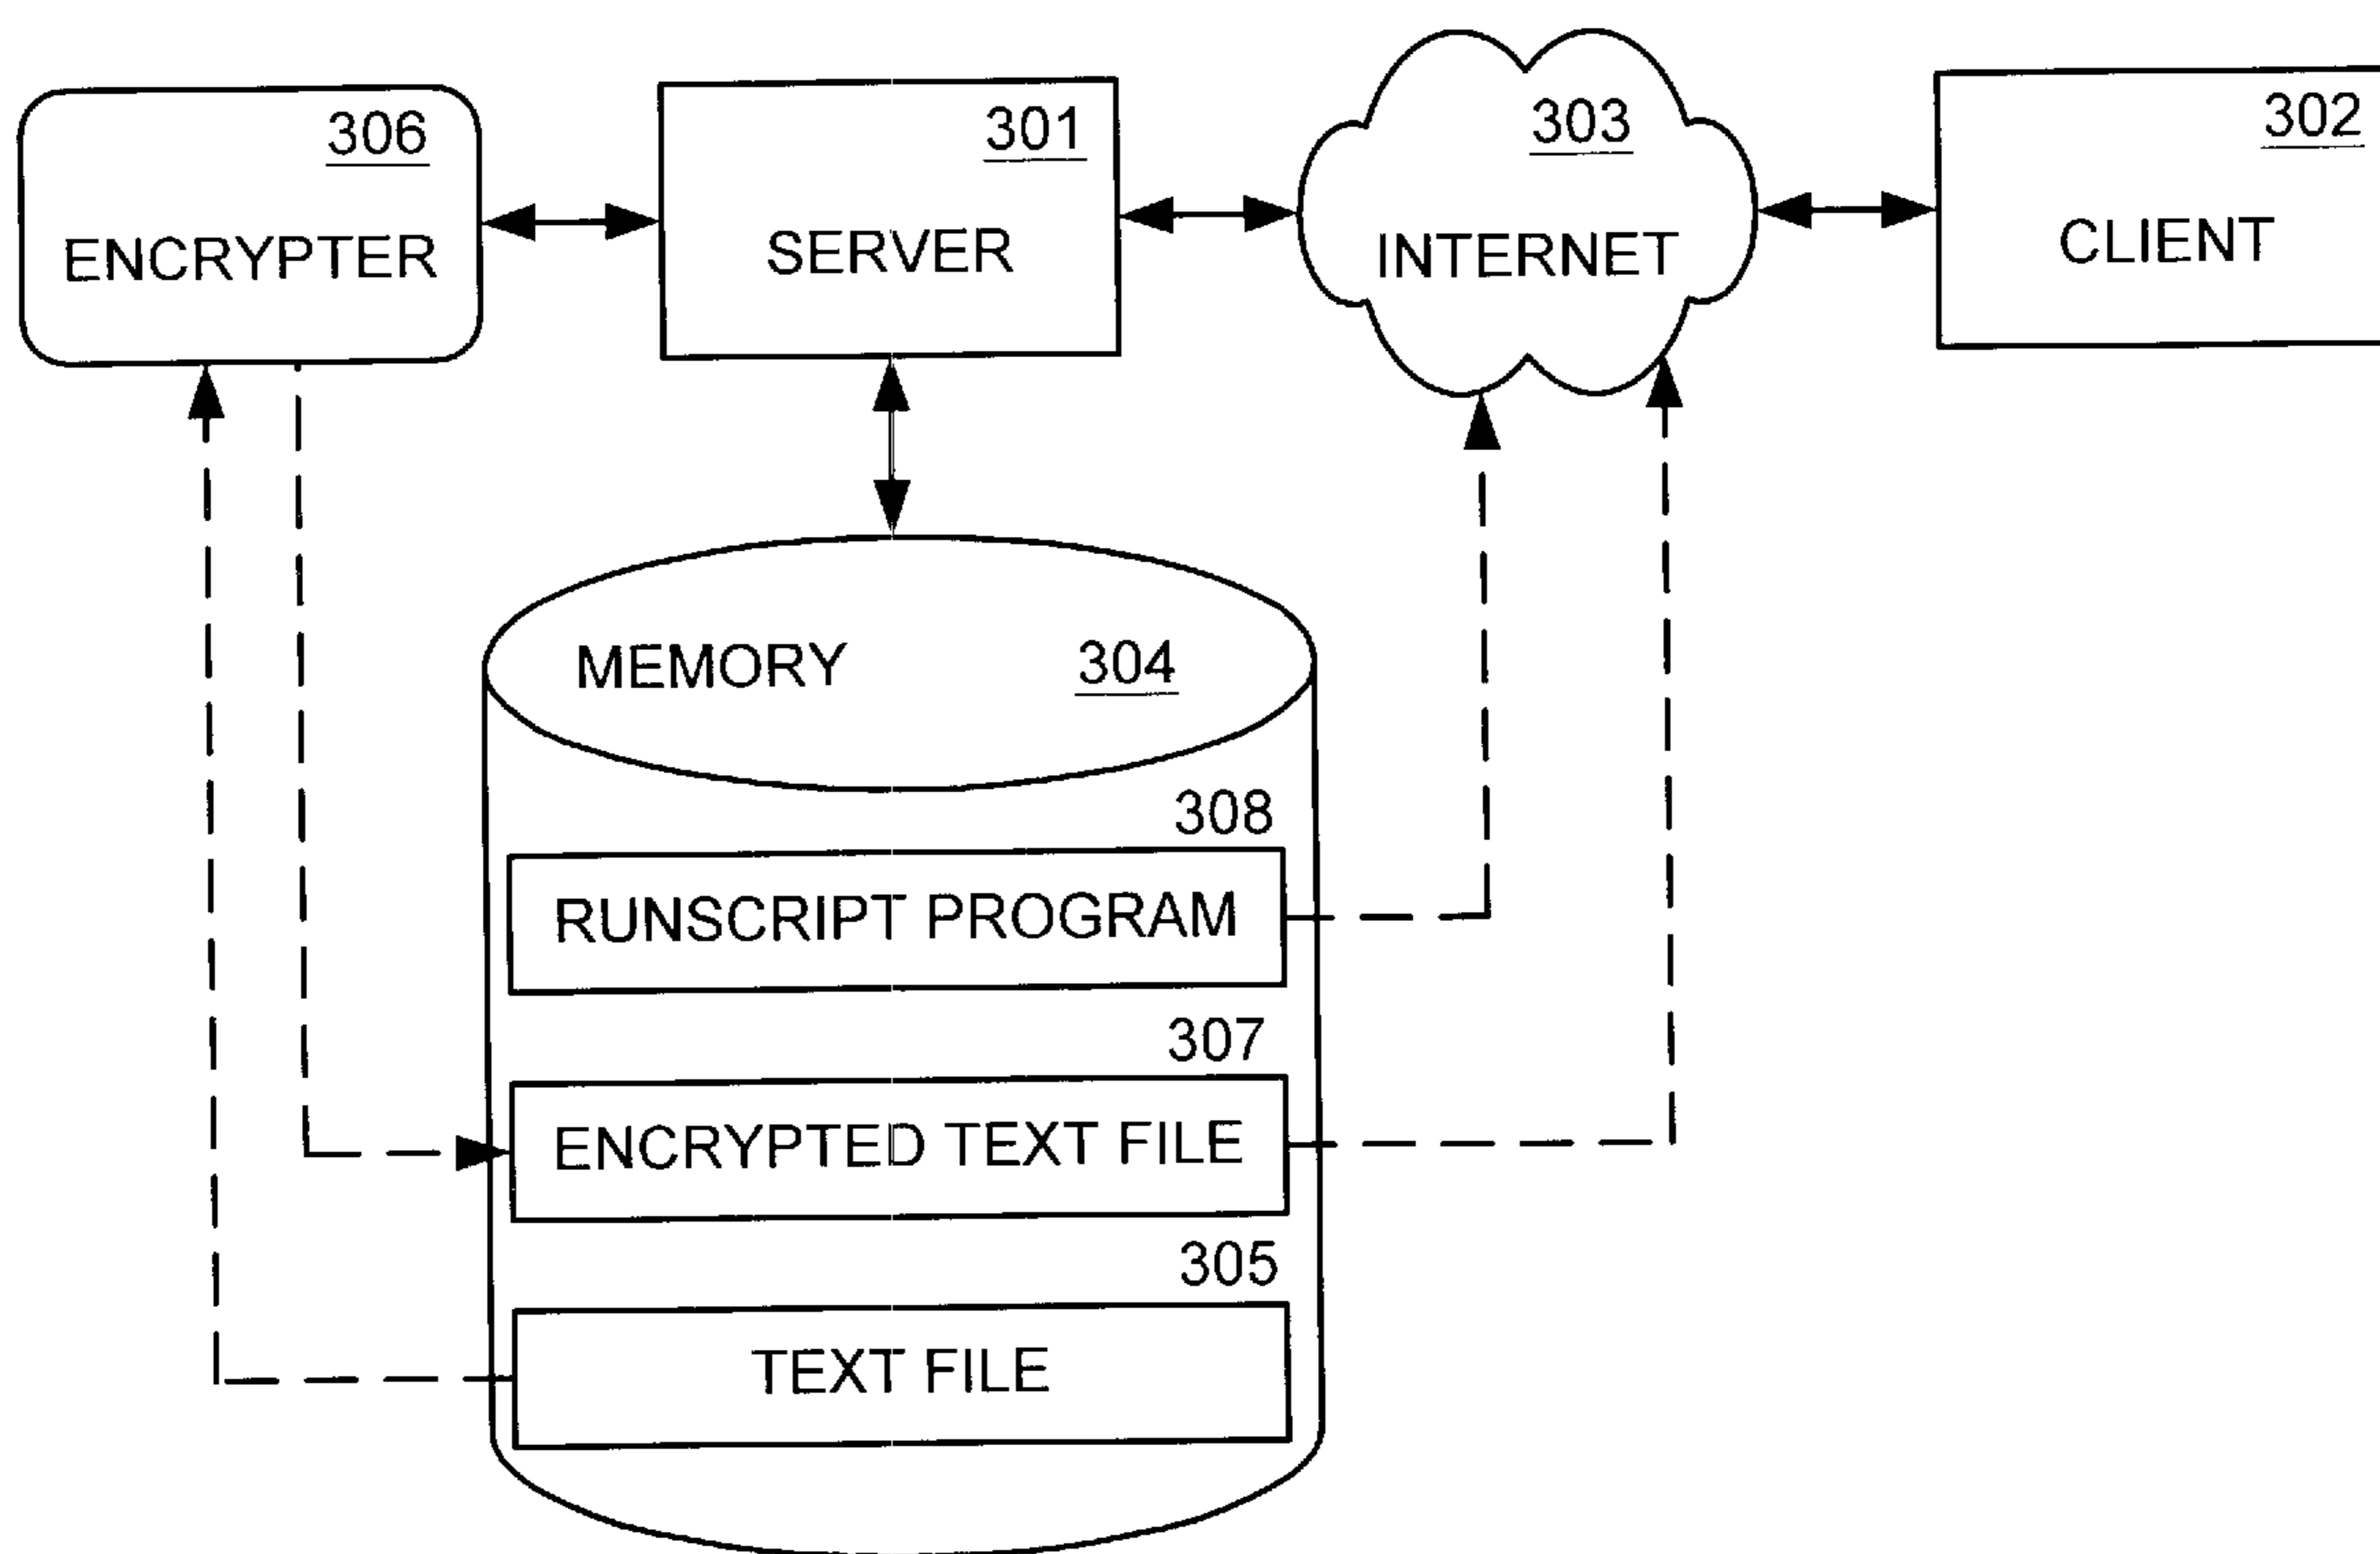 306
ENCRYPTER
301
SERVER
303
INTERNET
302
CLIENT
MEMORY 304
308
RUNSCRIPT PROGRAM
307
ENCRYPTED TEXT FILE
305
TEXT FILE